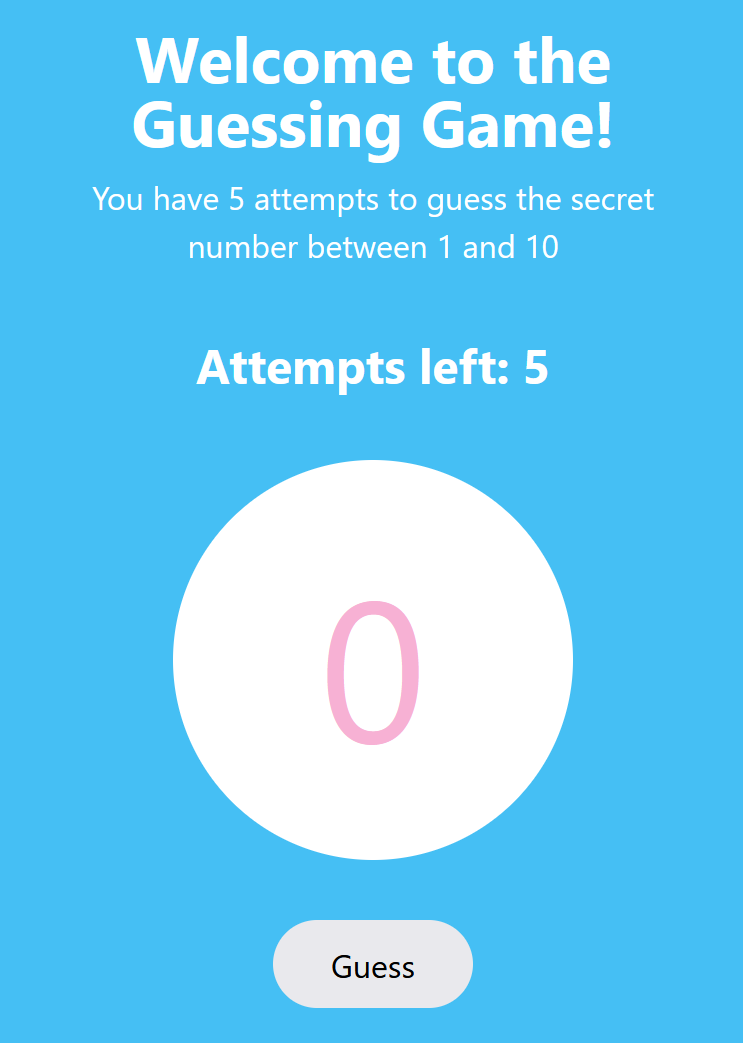 Welcome to the
Guessing Game!
You have 5 attempts to guess the secret
number between 1 and 10
Attempts left: 5
0
Guess